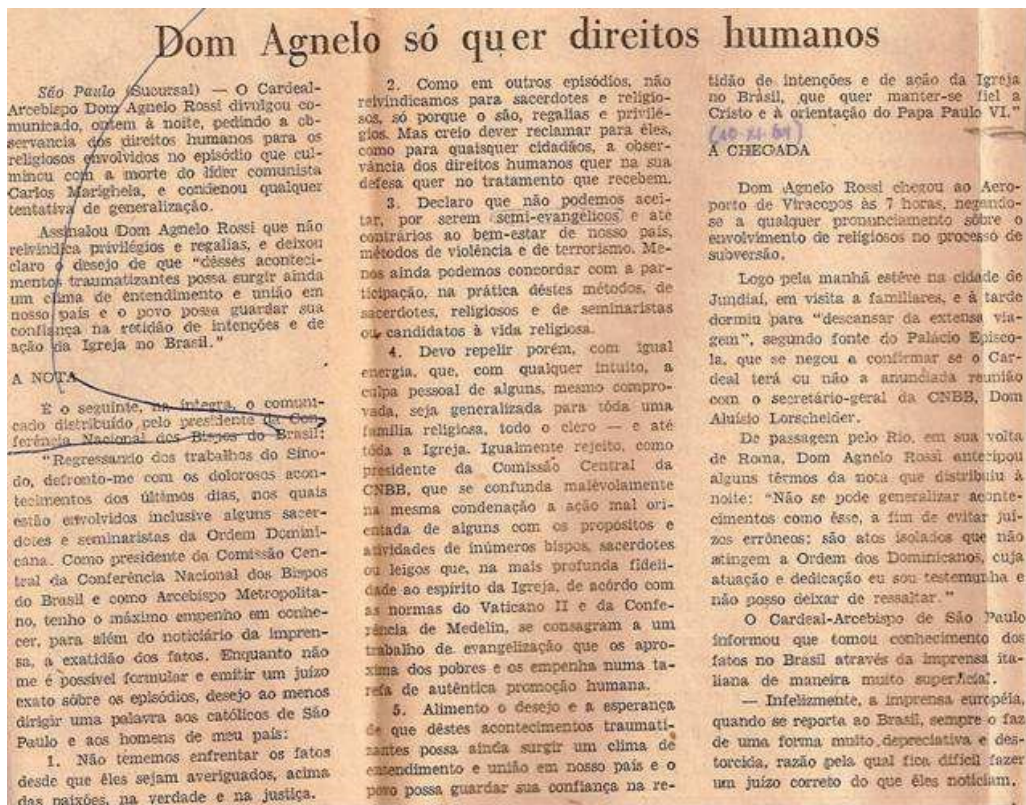 Dom Agnelo só quer direitos humanos
São Paulo (Sucursal) — O Cardeal-
Arcebispo Dom Agnelo Rossi divulgou co-
municado, ontem à noite, pedindo a ob-
servancia dos direitos humanos para os
religiosos envolvidos no episódio que cul-
minou com a morte do líder comunista
Carlos Marighela, e condenou qualquer
tentativa de generalização.
Assinalou Dom Agnelo Rossi que não
reivindica privilégios e regalias, e deixou
claro o desejo de que "dêsses aconteci-
mentos traumatizantes possa surgir ainda
um clima de entendimento e união em
nosso país e o povo possa guardar sua
confiança na retidão de intenções e de
ação da Igreja no Brasil."
A NOTA
É o seguinte, na íntegra, o comuni-
cado distribuído pelo presidente da Con-
ferência Nacional dos Bispos do Brasil:
"Regressando dos trabalhos do Sino-
do, defronto-me com os dolorosos acon-
tecimentos dos últimos dias, nos quais
estão envolvidos inclusive alguns sacer-
dotes e seminaristas da Ordem Domini-
cana. Como presidente da Comissão Cen-
tral da Conferência Nacional dos Bispos
do Brasil e como Arcebispo Metropolita-
no, tenho o máximo empenho em conhe-
cer, para além do noticiário da impren-
sa, a exatidão dos fatos. Enquanto não
me é possível formular e emitir um juízo
exato sôbre os episódios, desejo ao menos
dirigir uma palavra aos católicos de São
Paulo e aos homens de meu país:
1. Não tememos enfrentar os fatos
desde que êles sejam averiguados, acima
das paixões, na verdade e na justiça.
2. Como em outros episódios, não
reivindicamos para sacerdotes e religio-
sos, só porque o são, regalias e privilé-
gios. Mas creio dever reclamar para êles,
como para quaisquer cidadãos, a obser-
vância dos direitos humanos quer na sua
defesa quer no tratamento que recebem.
3. Declaro que não podemos acei-
tar, por serem semi-evangélicos e até
contrários ao bem-estar de nosso país,
métodos de violência e de terrorismo. Me-
nos ainda podemos concordar com a par-
ticipação, na prática dêstes métodos, de
sacerdotes, religiosos e de seminaristas
ou candidatos à vida religiosa.
4. Devo repelir porém, com igual
energia, que, com qualquer intuito, a
culpa pessoal de alguns, mesmo compro-
vada, seja generalizada para tôda uma
família religiosa, todo o clero — e até
tôda a Igreja. Igualmente rejeito, como
presidente da Comissão Central da
CNBB, que se confunda malèvolamente
na mesma condenação a ação mal ori-
entada de alguns com os propósitos e
atividades de inúmeros bispos, sacerdotes
ou leigos que, na mais profunda fideli-
dade ao espírito da Igreja, de acôrdo com
as normas do Vaticano II e da Confe-
rência de Medelin, se consagram a um
trabalho de evangelização que os apro-
xima dos pobres e os empenha numa ta-
refa de autêntica promoção humana.
5. Alimento o desejo e a esperança
de que dêstes acontecimentos traumati-
zantes possa ainda surgir um clima de
entendimento e união em nosso país e o
povo possa guardar sua confiança na re-
tidão de intenções e de ação da Igreja
no Brasil, que quer manter-se fiel a
Cristo e à orientação do Papa Paulo VI."
A CHEGADA
Dom Agnelo Rossi chegou ao Aero-
porto de Viracopos às 7 horas, negando-
se a qualquer pronunciamento sôbre o
envolvimento de religiosos no processo de
subversão.
Logo pela manhã estêve na cidade de
Jundiaí, em visita a familiares, e à tarde
dormiu para "descansar da extensa via-
gem", segundo fonte do Palácio Episco-
la, que se negou a confirmar se o Car-
deal terá ou não a anunciada reunião
com o secretário-geral da CNBB, Dom
Aluísio Lorscheider.
De passagem pelo Rio, em sua volta
de Roma, Dom Agnelo Rossi antecipou
alguns têrmos da nota que distribuiu à
noite: "Não se pode generalizar aconte-
cimentos como êsse, a fim de evitar juí-
zos errôneos: são atos isolados que não
atingem a Ordem dos Dominicanos, cuja
atuação e dedicação eu sou testemunha e
não posso deixar de ressaltar."
O Cardeal-Arcebispo de São Paulo
informou que tomou conhecimento dos
fatos no Brasil através da imprensa ita-
liana de maneira muito superficial.
— Infelizmente, a imprensa européia,
quando se reporta ao Brasil, sempre o faz
de uma forma muito depreciativa e des-
torcida, razão pela qual fica difícil fazer
um juízo correto do que êles noticiam.